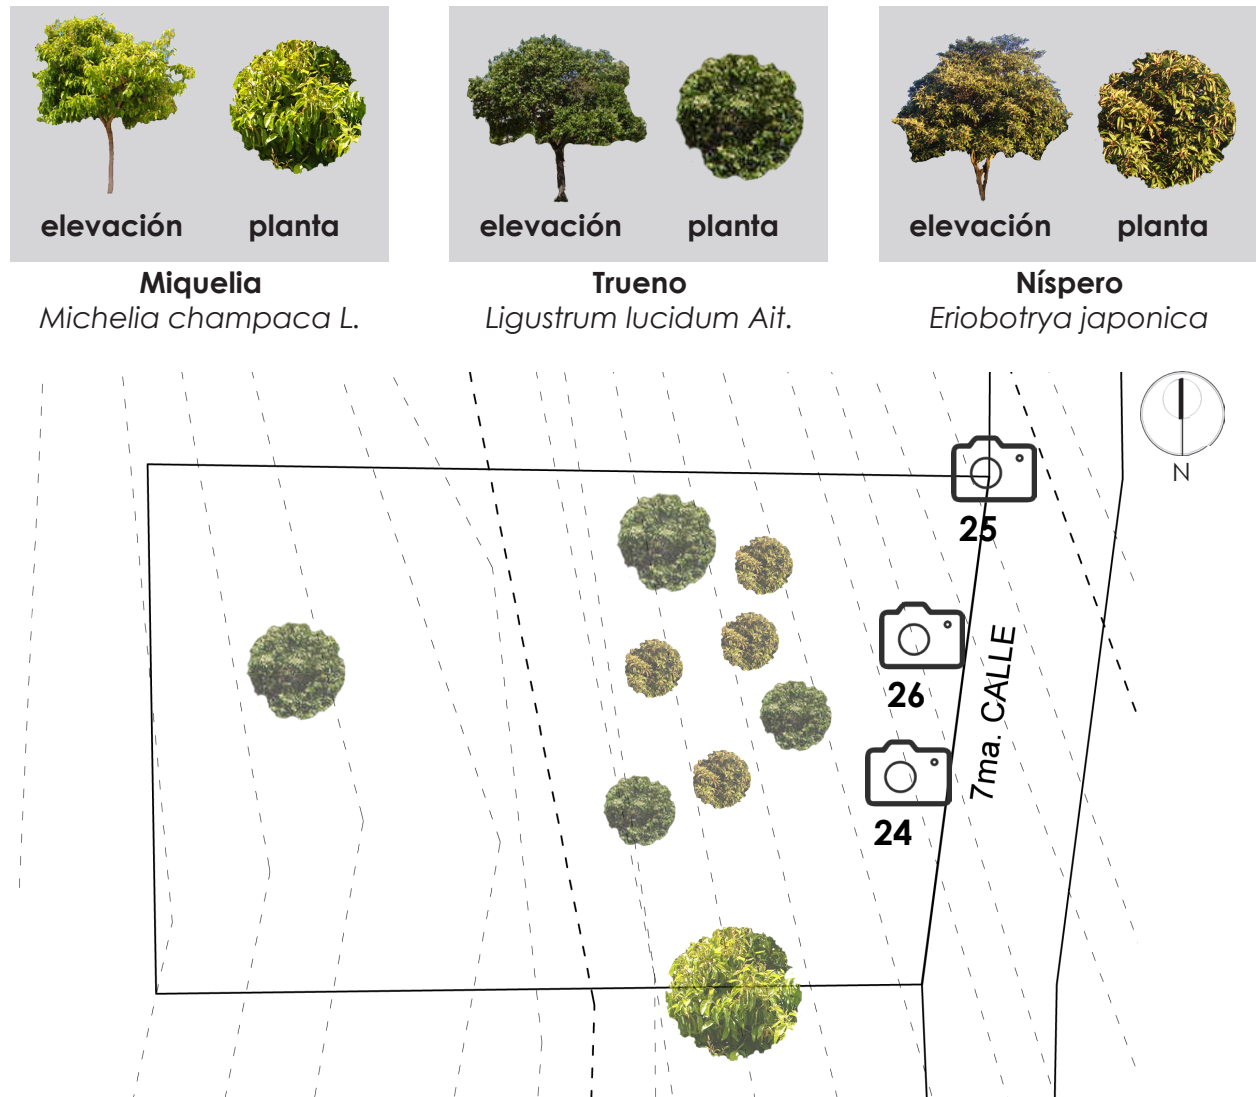 elevación planta
Miquelia
Michelia champaca L.
elevación planta
Trueno
Ligustrum lucidum Ait.
elevación planta
Níspero
Eriobotrya japonica
N
25
26
7ma. CALLE
24